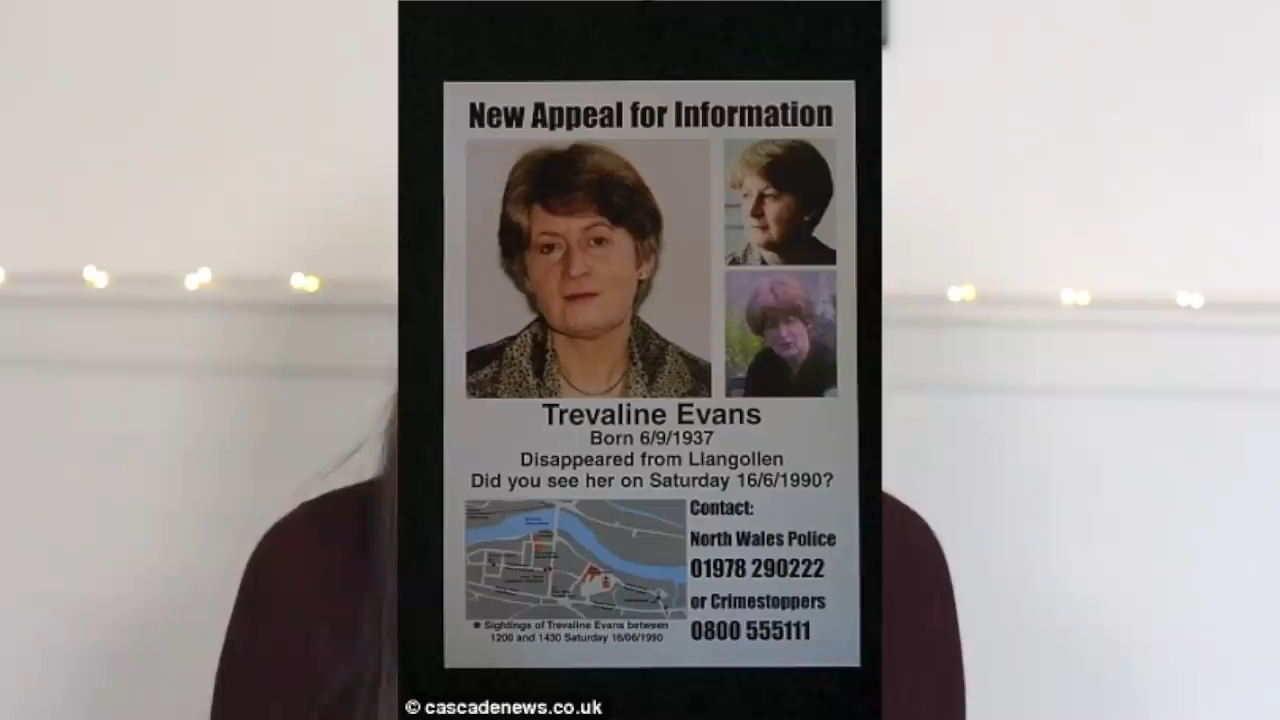 New Appeal for Information
Trevaline Evans
Born 6/9/1937
Disappeared from Llangollen
Did you see her on Saturday 16/6/1990?
Contact:
North Wales Police
01978 290222
or Crimestoppers
0800 555111
Sightings of Trevaline Evans between
1200 and 1430 Saturday 16/06/1990
© cascadenews.co.uk